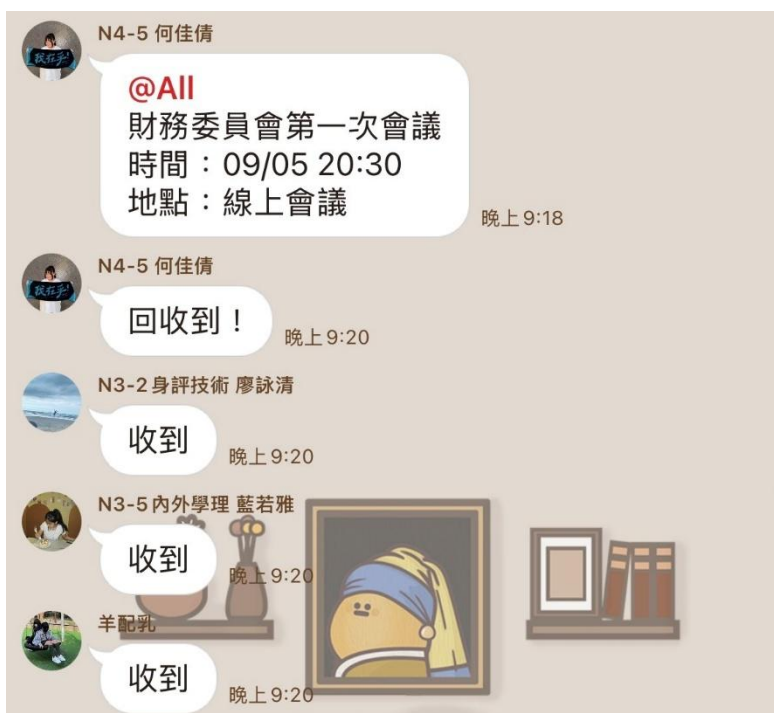 N4-5 何佳倩
@All
財務委員會第一次會議
時間：09/05 20:30
地點：線上會議
晚上 9:18
N4-5 何佳倩
回收到！
晚上 9:20
N3-2 身評技術 廖詠清
收到
晚上 9:20
N3-5 內外學理 藍若雅
收到
晚上 9:20
羊配乳
收到
晚上 9:20